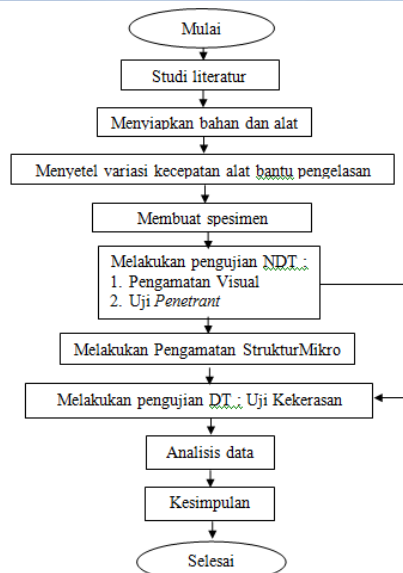 Mulai
Studi literatur
Menyiapkan bahan dan alat
Menyetel variasi kecepatan alat bantu pengelasan
Membuat spesimen
Melakukan pengujian NDT :
1. Pengamatan Visual
2. Uji Penetrant
Melakukan Pengamatan StrukturMikro
Melakukan pengujian DT : Uji Kekerasan
Analisis data
Kesimpulan
Selesai